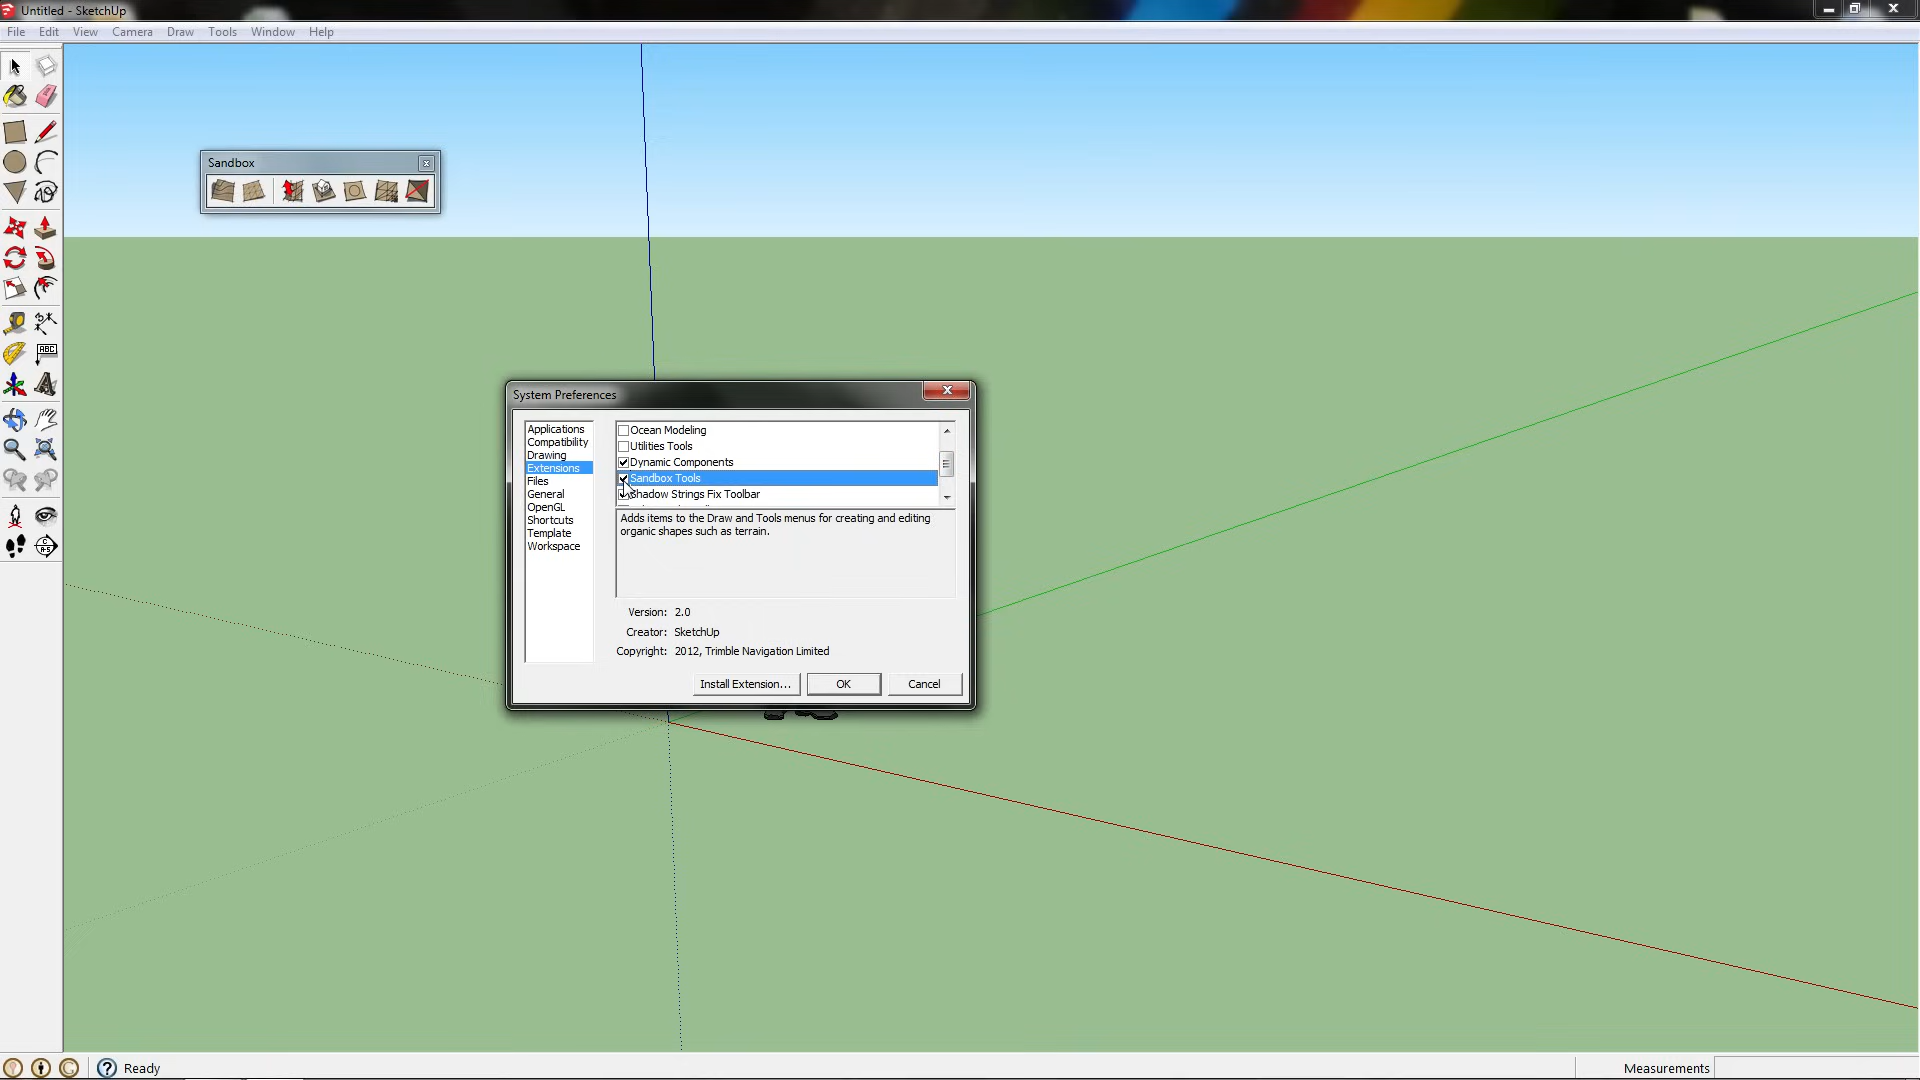 Untitled - SketchUp
File Edit View Camera Draw Tools Window Help
Sandbox
ABC
System Preferences
Applications
Compatibility
Drawing
Extensions
Files
General
OpenGL
Shortcuts
Template
Workspace
Ocean Modeling
Utilities Tools
Dynamic Components
Sandbox Tools
Shadow Strings Fix Toolbar
Adds items to the Draw and Tools menus for creating and editing
organic shapes such as terrain.
Version: 2.0
Creator: SketchUp
Copyright: 2012, Trimble Navigation Limited
Install Extension... OK Cancel
Ready
Measurements